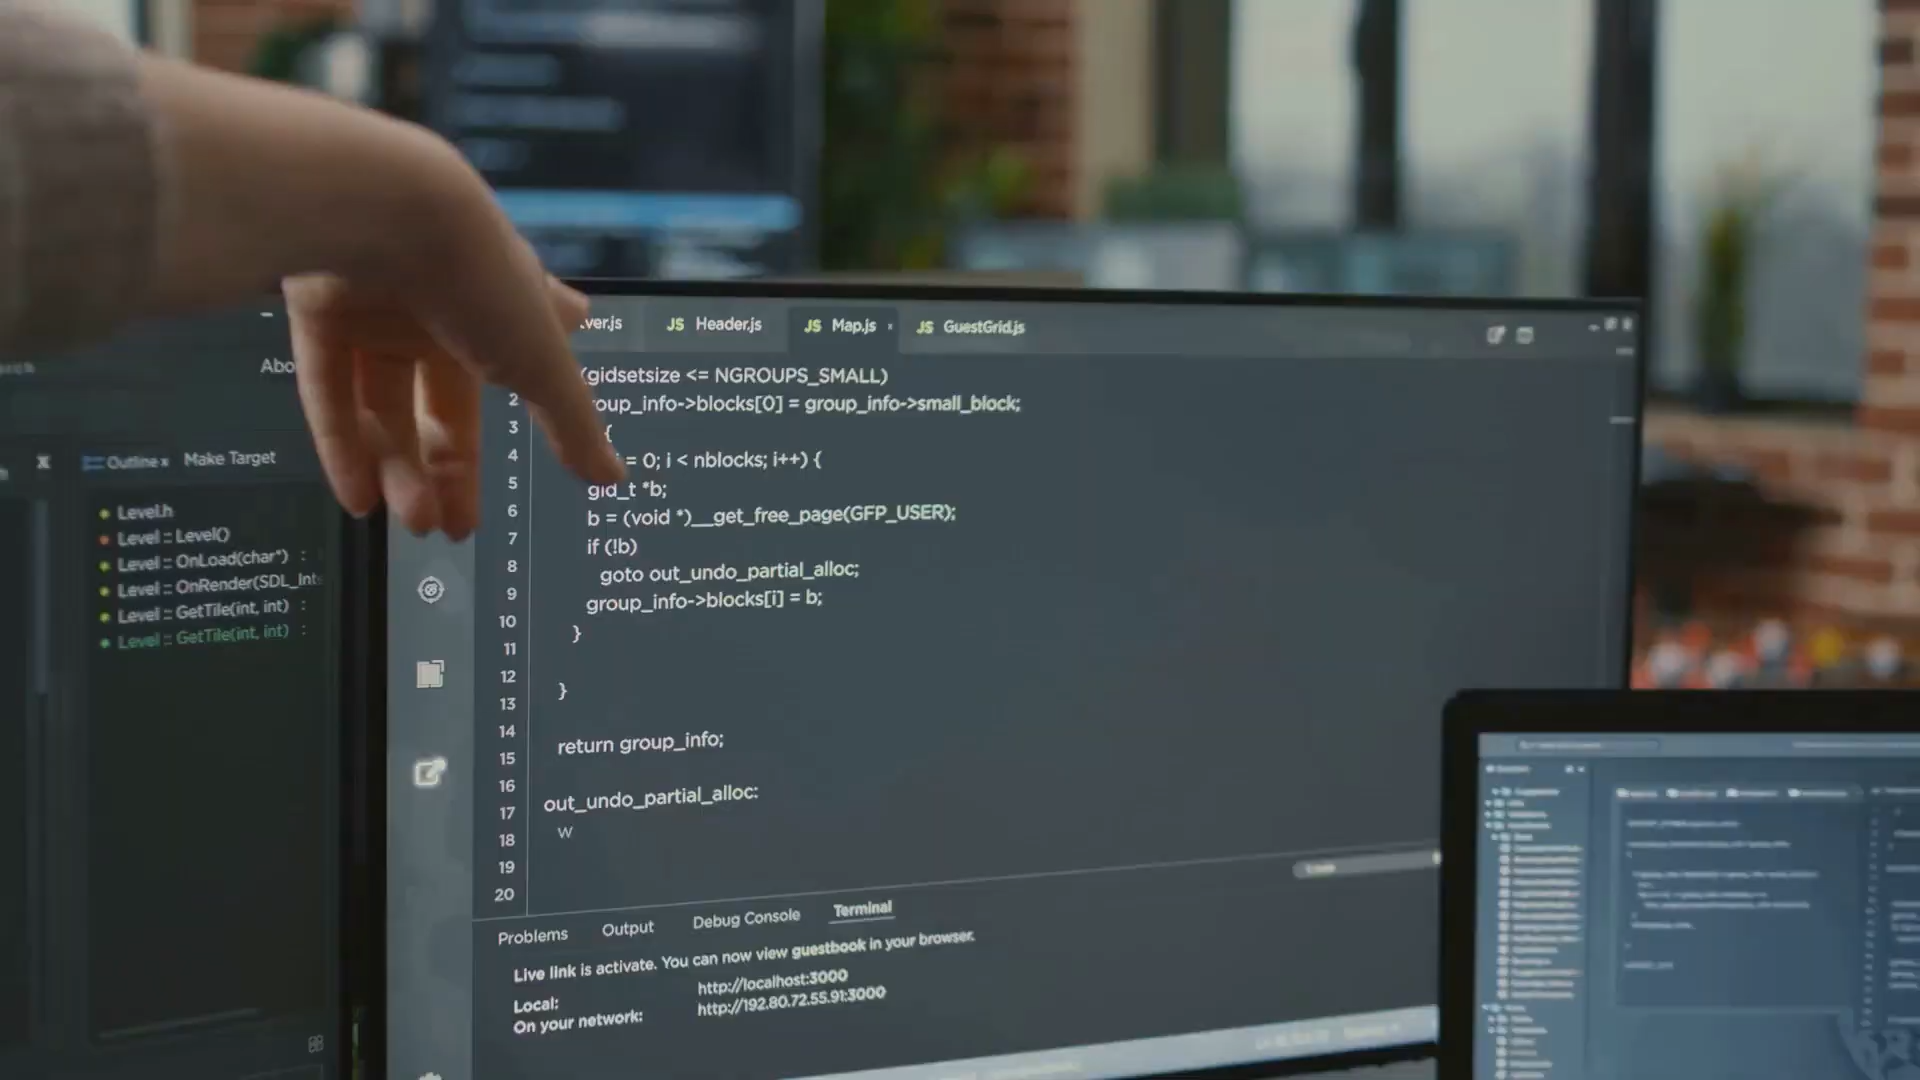 .ver.js
JS Header.js
JS Map.js ×
JS GuestGrid.js
(gidsetsize <= NGROUPS_SMALL)
2 roup_info->blocks[0] = group_info->small_block;
3 {
4 = 0; i < nblocks; i++) {
5 gid_t *b;
6 b = (void *)__get_free_page(GFP_USER);
7 if (!b)
8 goto out_undo_partial_alloc;
9 group_info->blocks[i] = b;
10 }
11
12 }
13
14 return group_info;
15
16 out_undo_partial_alloc:
17
18 w
19
20
Problems Output Debug Console Terminal
Live link is activate. You can now view guestbook in your browser.
Local: http://localhost:3000
On your network: http://192.80.72.55.91:3000
Abo
X Outline x Make Target
Level.h
Level :: Level()
Level :: OnLoad(char*) :
Level :: OnRender(SDL_Int
Level :: GetTile(int, int) :
Level :: GetTile(int, int) :